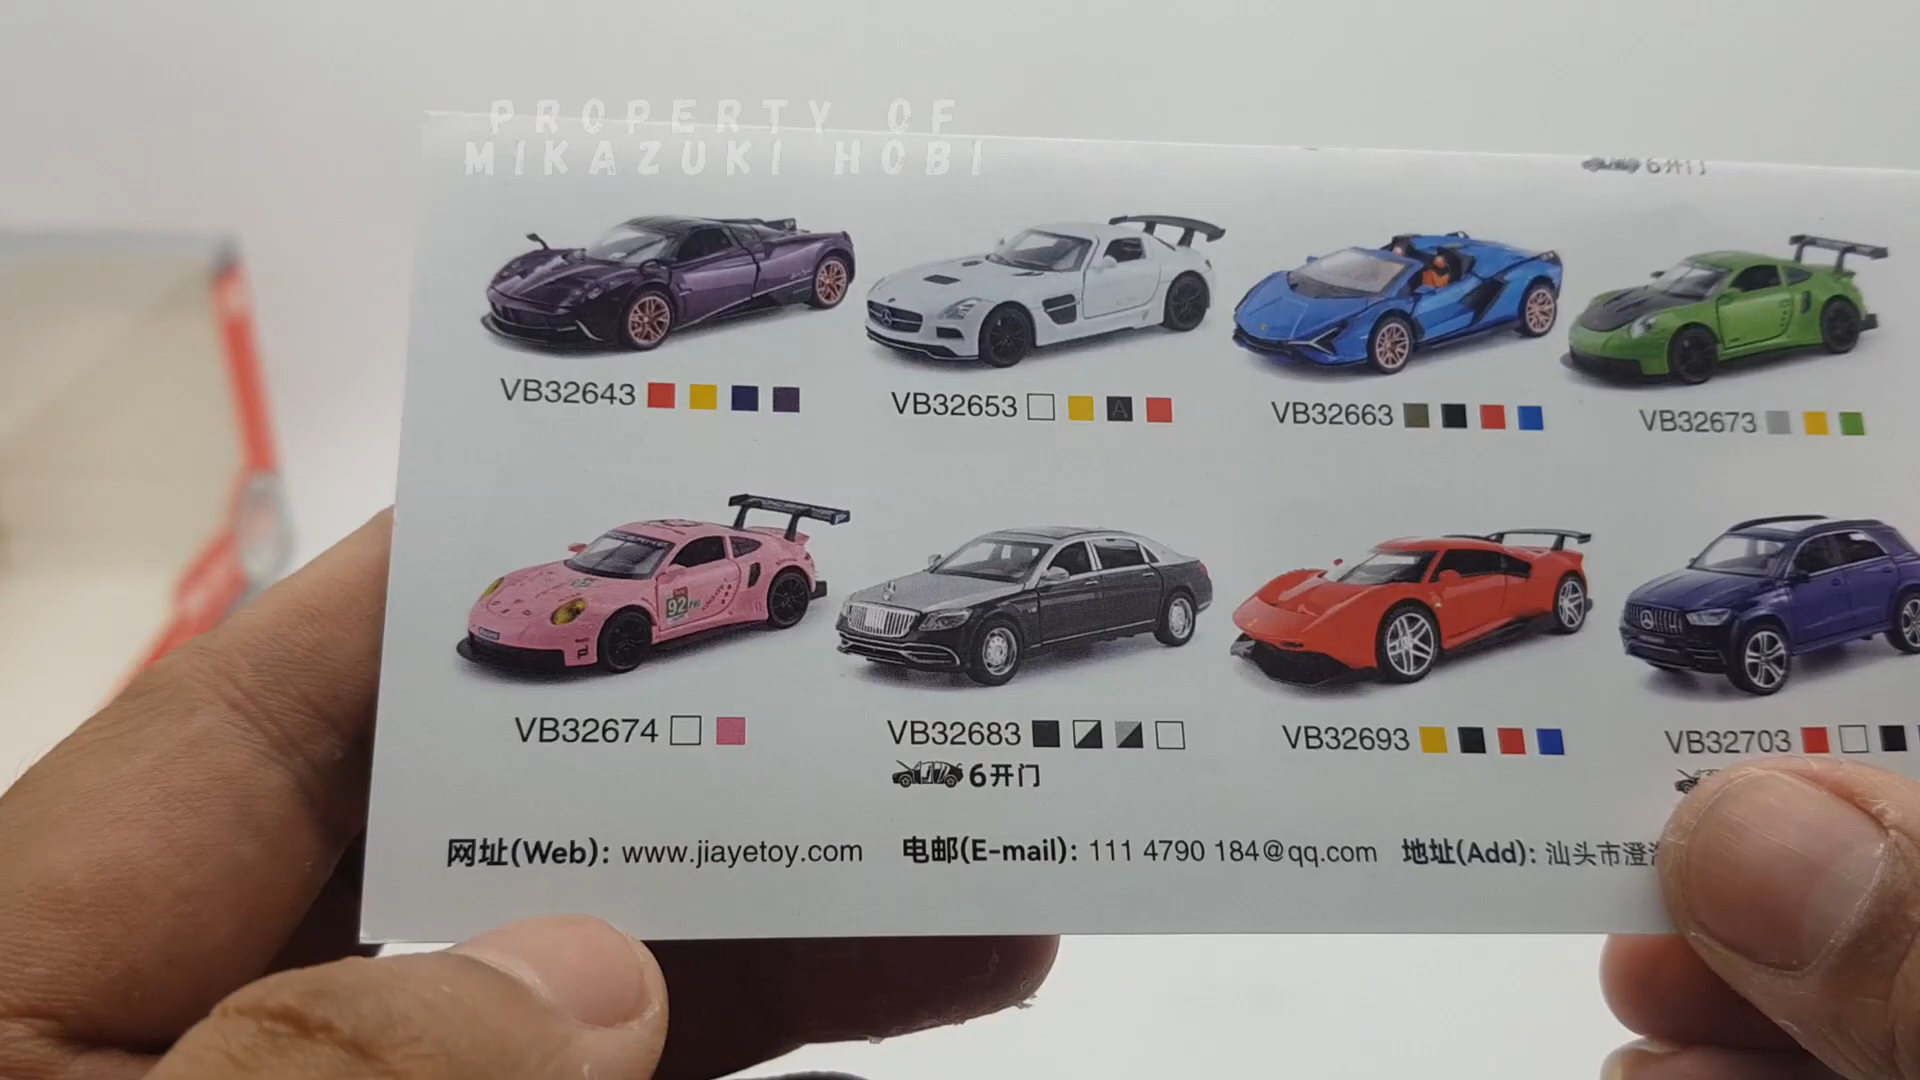 PROPERTY OF
MIKAZUKI HOBI
6开门
VB32643
VB32653
A
VB32663
VB32673
92
VB32674
VB32683
VB32693
VB32703
6开门
网址(Web): www.jiayetoy.com
电邮(E-mail): 111 4790 184@qq.com
地址(Add): 汕头市澄